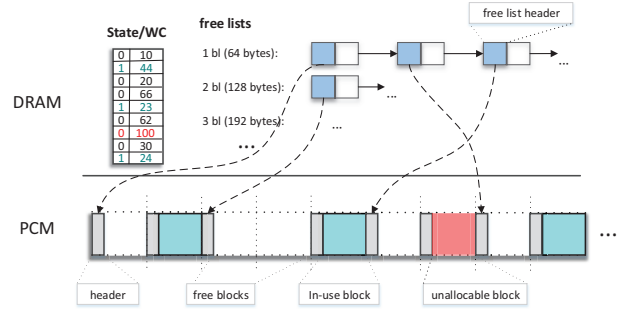 free lists
free list header
State/WC
0 10
1 44
0 20
0 66
1 23
0 62
0 100
0 30
1 24
1 bl (64 bytes):
...
2 bl (128 bytes):
...
3 bl (192 bytes):
...
...
DRAM
PCM
...
header
free blocks
In-use block
unallocable block